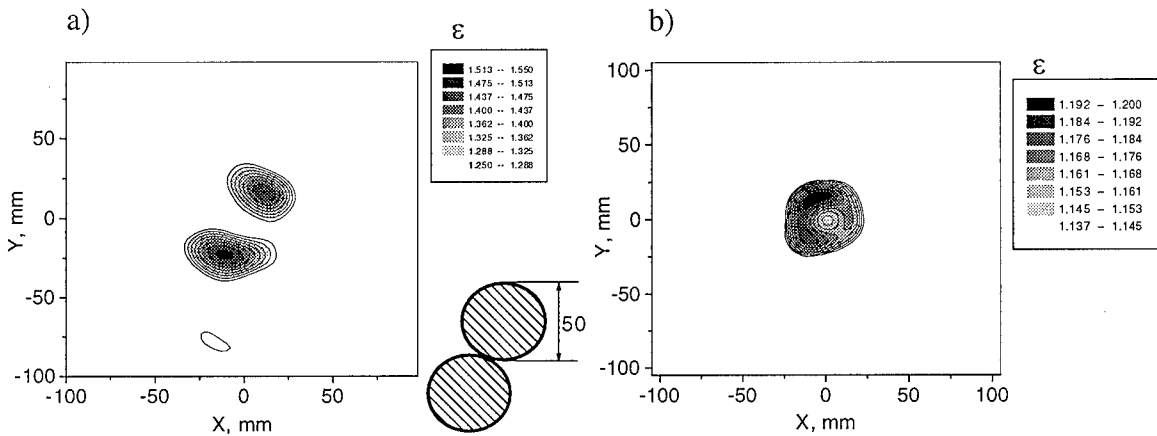 a)
ε
1.513 -- 1.550
1.475 -- 1.513
1.437 -- 1.475
1.400 -- 1.437
1.362 -- 1.400
1.325 -- 1.362
1.288 -- 1.325
1.250 -- 1.288
50
0
-50
-100
Y, mm
-100
-50
0
50
X, mm
50
b)
ε
1.192 – 1.200
1.184 – 1.192
1.176 – 1.184
1.168 – 1.176
1.161 – 1.168
1.153 – 1.161
1.145 – 1.153
1.137 – 1.145
100
50
0
-50
-100
Y, mm
-100
-50
0
50
100
X, mm